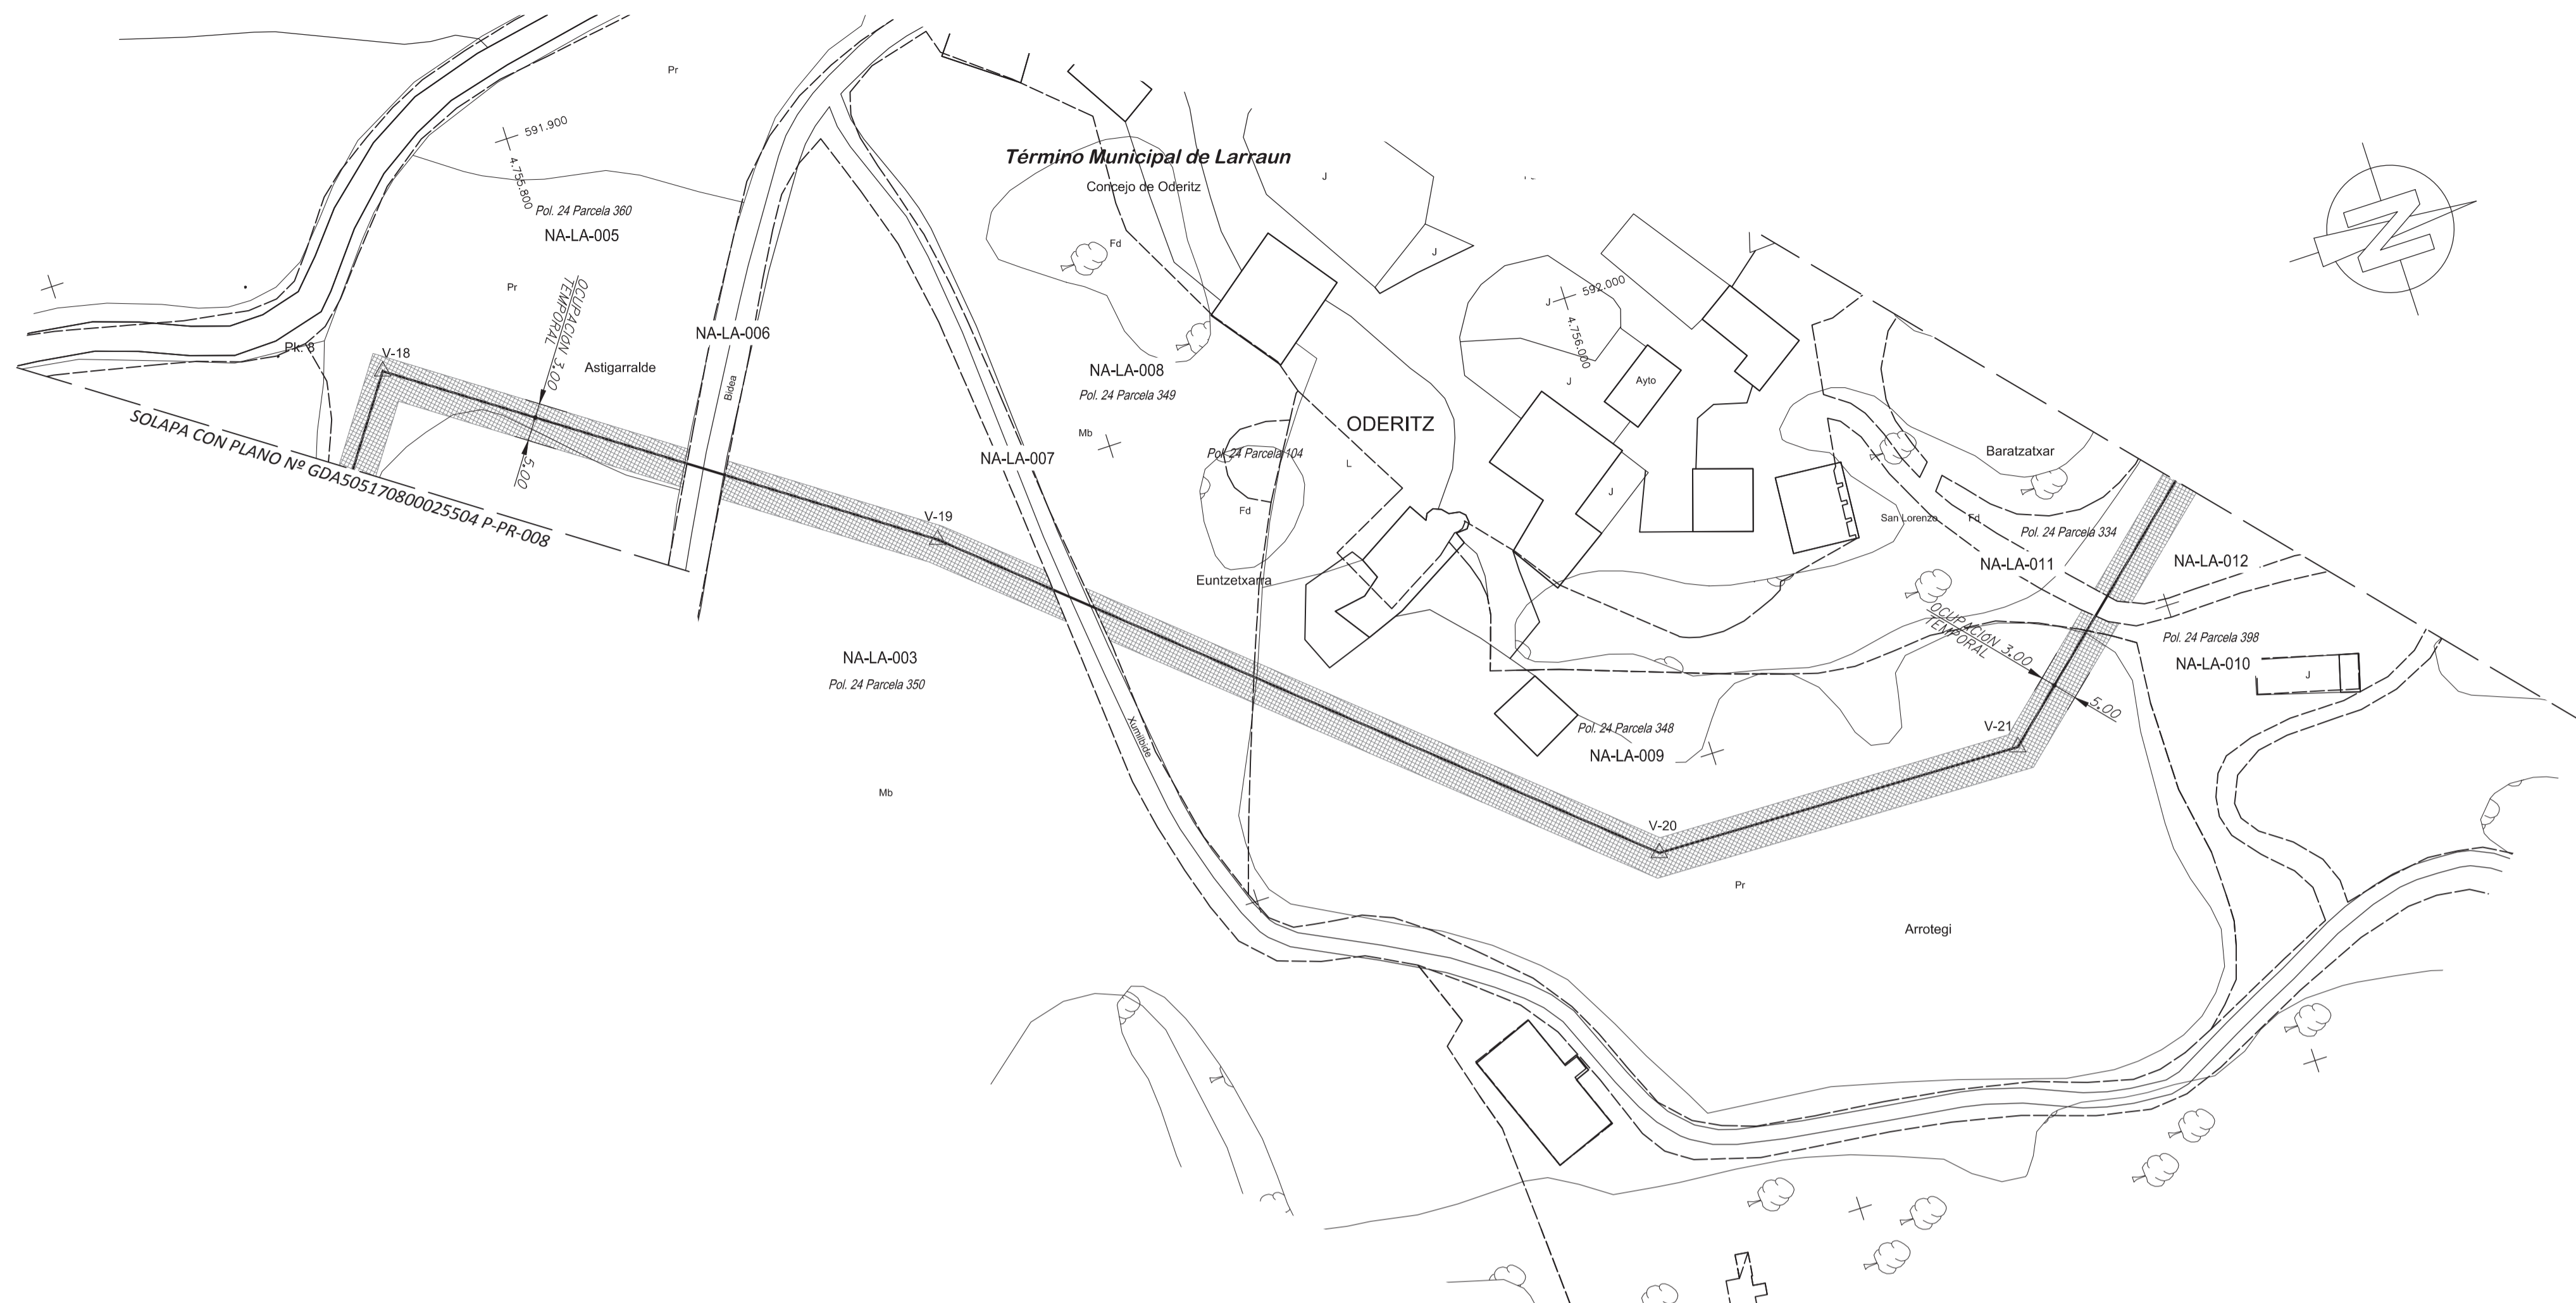 Pr
591.900
4.755.800
Pol. 24 Parcela 360
NA-LA-005
Término Municipal de Larraun
Concejo de Oderitz
J
Fd
J
N
Pr
OCUPACION 3.00
TEMPORAL
NA-LA-006
J
592.000
4.756.000
Pk. 8
V-18
Astigarralde
Bidea
NA-LA-008
Pol. 24 Parcela 349
J
Ayto
SOLAPA CON PLANO Nº GDA505170800025504 P-PR-008
5.00
Mb
ODERITZ
NA-LA-007
Pol. 24 Parcela 104
L
Baratzatxar
J
V-19
Fd
San Lorenzo
Fd
Pol. 24 Parcela 334
NA-LA-011
NA-LA-012
Euntzetxarra
OCUPACION 3.00
TEMPORAL
Pol. 24 Parcela 398
NA-LA-010
J
NA-LA-003
Pol. 24 Parcela 350
Xumilbide
5.00
Pol. 24 Parcela 348
NA-LA-009
V-21
Mb
V-20
Pr
Arrotegi